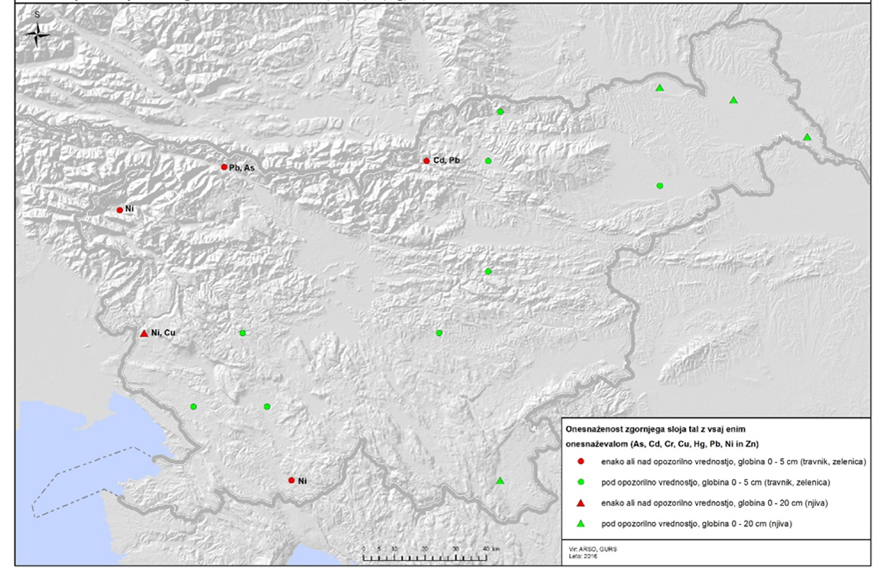 S
Pb, As
Cd, Pb
Ni
Ni, Cu
Ni
Onesnaženost zgornjega sloja tal z vsaj enim
onesnaževalom (As, Cd, Cr, Cu, Hg, Pb, Ni in Zn)
enako ali nad opozorilno vrednostjo, globina 0 - 5 cm (travnik, zelenica)
pod opozorilno vrednostjo, globina 0 - 5 cm (travnik, zelenica)
enako ali nad opozorilno vrednostjo, globina 0 - 20 cm (njiva)
pod opozorilno vrednostjo, globina 0 - 20 cm (njiva)
0 5 10 20 30 40 km
Vir: ARSO, GURS
Leto: 2016